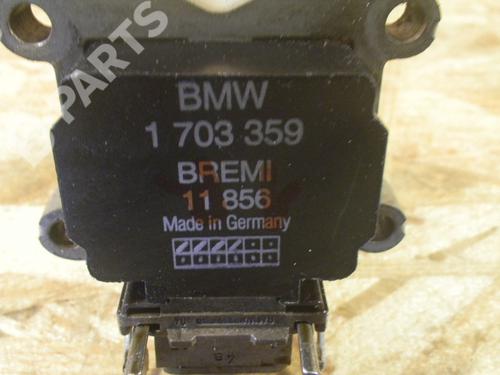 PARTS
BMW
1 703 359
BREMI
11 856
Made in Germany